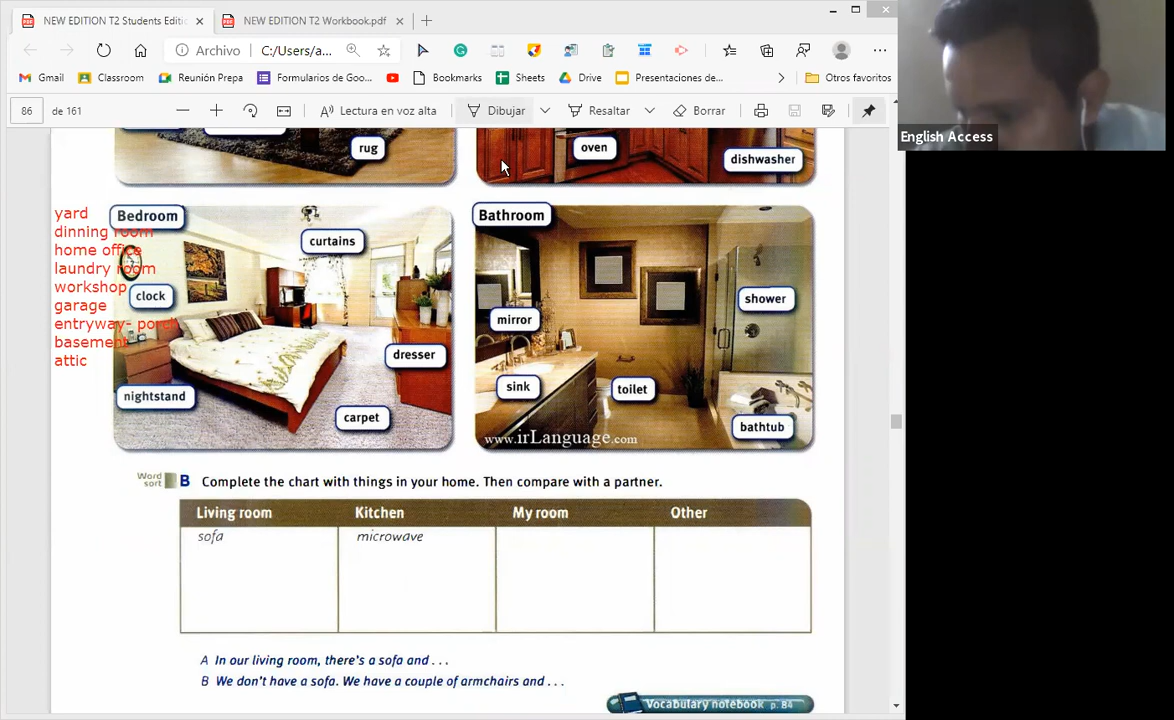 NEW EDITION T2 Students Editi
NEW EDITION T2 Workbook.pdf
Archivo
C:/Users/a...
Gmail
Classroom
Reunión Prepa
Formularios de Goo...
Bookmarks
Sheets
Drive
Presentaciones de...
Otros favoritos
86
de 161
Lectura en voz alta
Dibujar
Resaltar
Borrar
English Access
rug
oven
dishwasher
yard
dinning room
home office
laundry room
workshop
garage
entryway- porch
basement
attic
Bedroom
curtains
clock
dresser
nightstand
carpet
Bathroom
shower
mirror
sink
toilet
bathtub
www.irLanguage.com
Word sort
B Complete the chart with things in your home. Then compare with a partner.
Living room Kitchen My room Other
sofa microwave
A In our living room, there's a sofa and . . .
B We don't have a sofa. We have a couple of armchairs and . . .
Vocabulary notebook p. 84